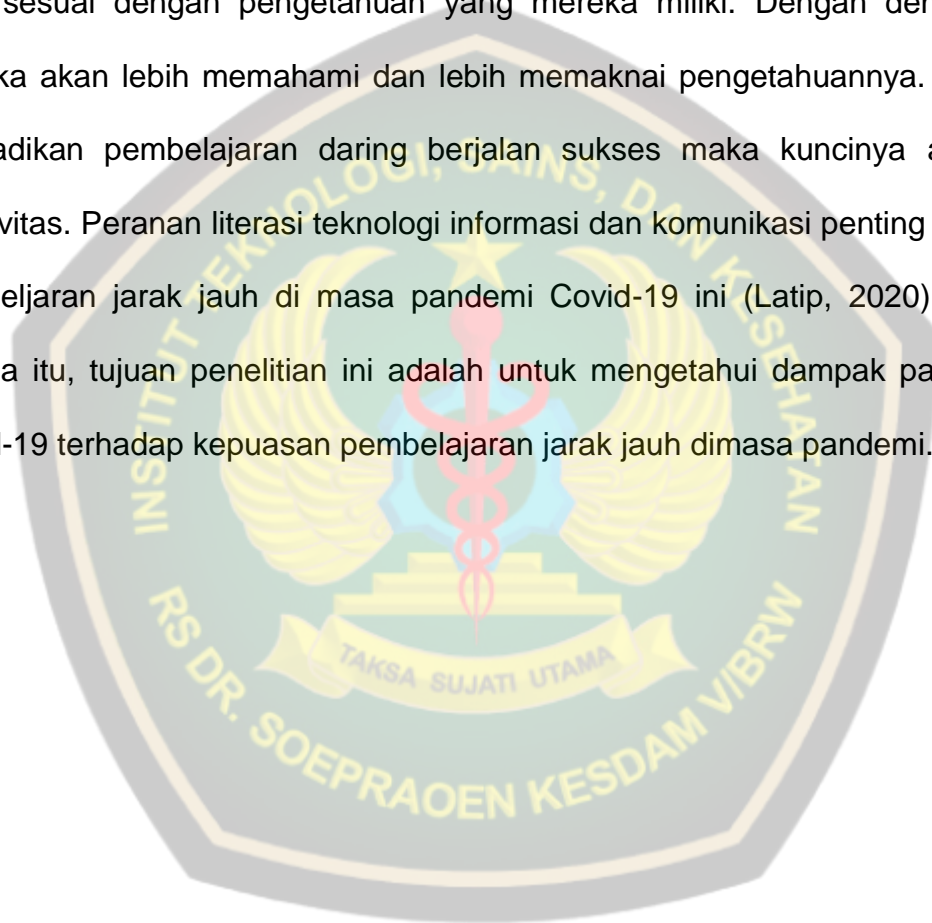 sesuai dengan pengetahuan yang mereka miliki. Dengan
ka akan lebih memahami dan lebih memaknai pengetahuannya.
adikan pembelajaran daring berjalan sukses maka kuncinya a
vitas. Peranan literasi teknologi informasi dan komunikasi penting
eljaran jarak jauh di masa pandemi Covid-19 ini (Latip, 2020)
a itu, tujuan penelitian ini adalah untuk mengetahui dampak pa
-19 terhadap kepuasan pembelajaran jarak jauh dimasa pandemi.
INSTITUT TEKNOLOGI, SAINS, DAN KESEHATAN
TAKSA SUJATI UTAMA
RS DR. SOEPRAOEN KESDAM V/BRW